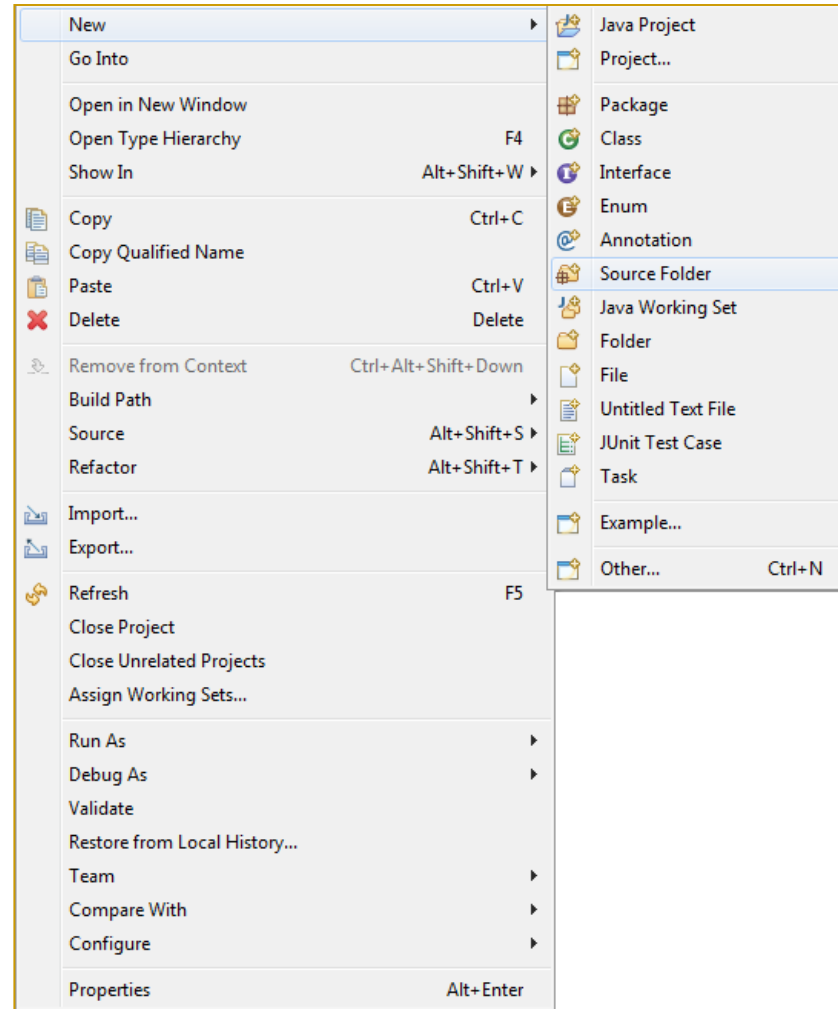 New
Go Into
Open in New Window
Open Type Hierarchy F4
Show In Alt+Shift+W
Copy Ctrl+C
Copy Qualified Name
Paste Ctrl+V
Delete Delete
Remove from Context Ctrl+Alt+Shift+Down
Build Path
Source Alt+Shift+S
Refactor Alt+Shift+T
Import...
Export...
Refresh F5
Close Project
Close Unrelated Projects
Assign Working Sets...
Run As
Debug As
Validate
Restore from Local History...
Team
Compare With
Configure
Properties Alt+Enter
Java Project
Project...
Package
Class
Interface
Enum
Annotation
Source Folder
Java Working Set
Folder
File
Untitled Text File
JUnit Test Case
Task
Example...
Other... Ctrl+N